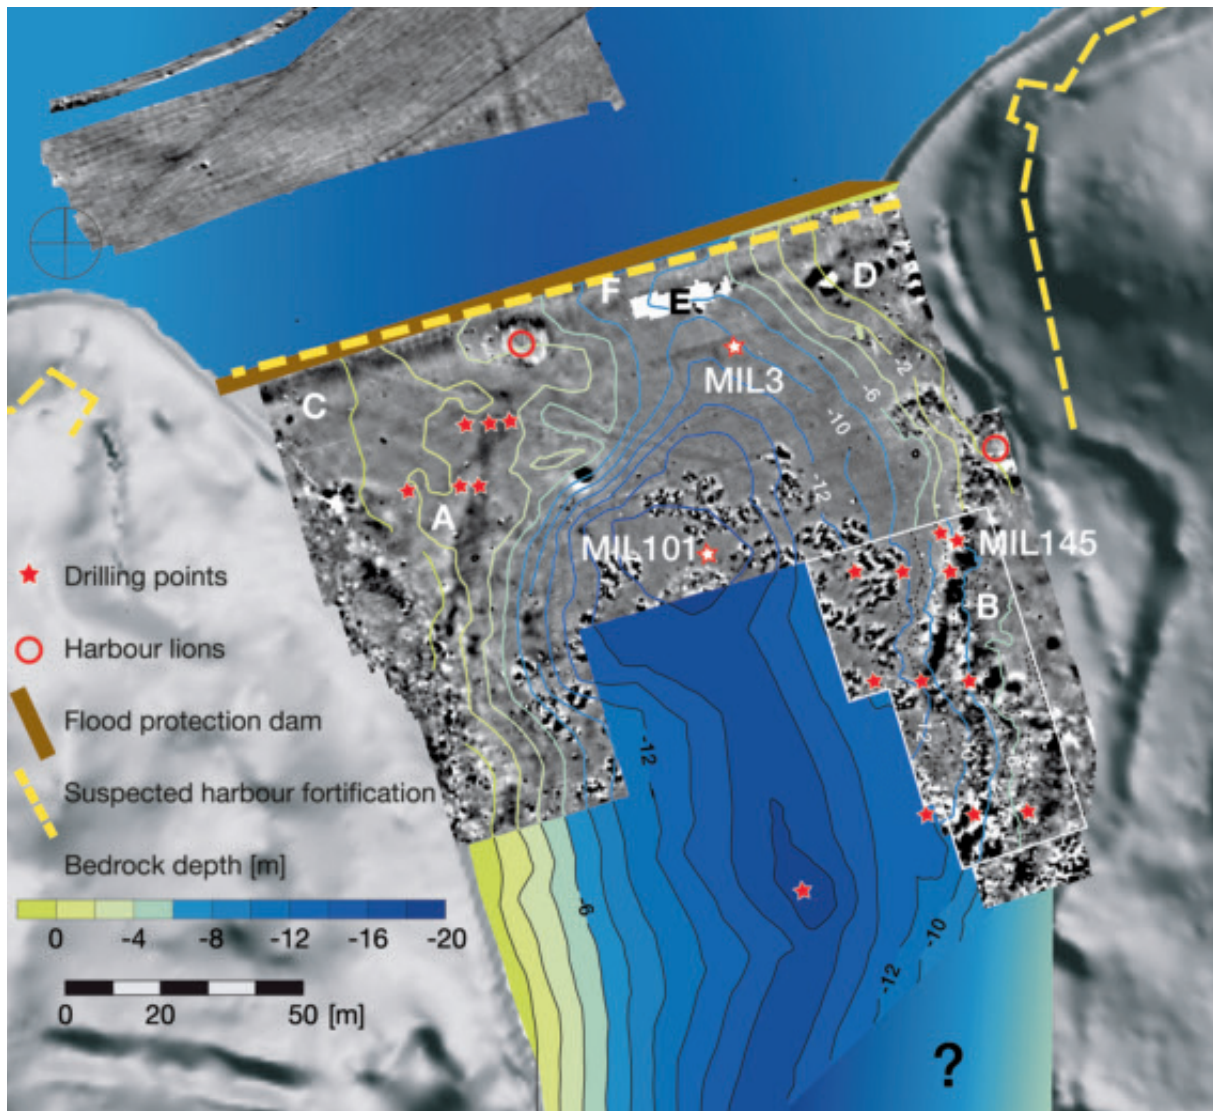 F
E
D
MIL3
C
-2
-6
-10
-12
A
MIL101
MIL145
B
Drilling points
Harbour lions
Flood protection dam
Suspected harbour fortification
Bedrock depth [m]
0 -4 -8 -12 -16 -20
0 20 50 [m]
-12
-12
-6
-10
-12
?